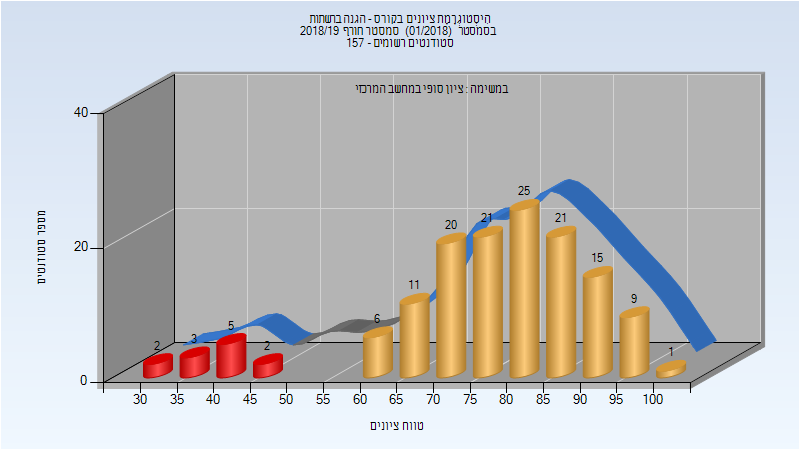 היסטוגרמת ציונים בקורס - הגנה ברשתות
בסמסטר (01/2018) סמסטר חורף 2018/19
סטודנטים רשומים - 157
במשימה : ציון סופי במחשב המרכזי
40
20
0
מספר סטודנטים
2
3
5
2
6
11
20
21
25
21
15
9
1
30 35 40 45 50 55 60 65 70 75 80 85 90 95 100
טווח ציונים